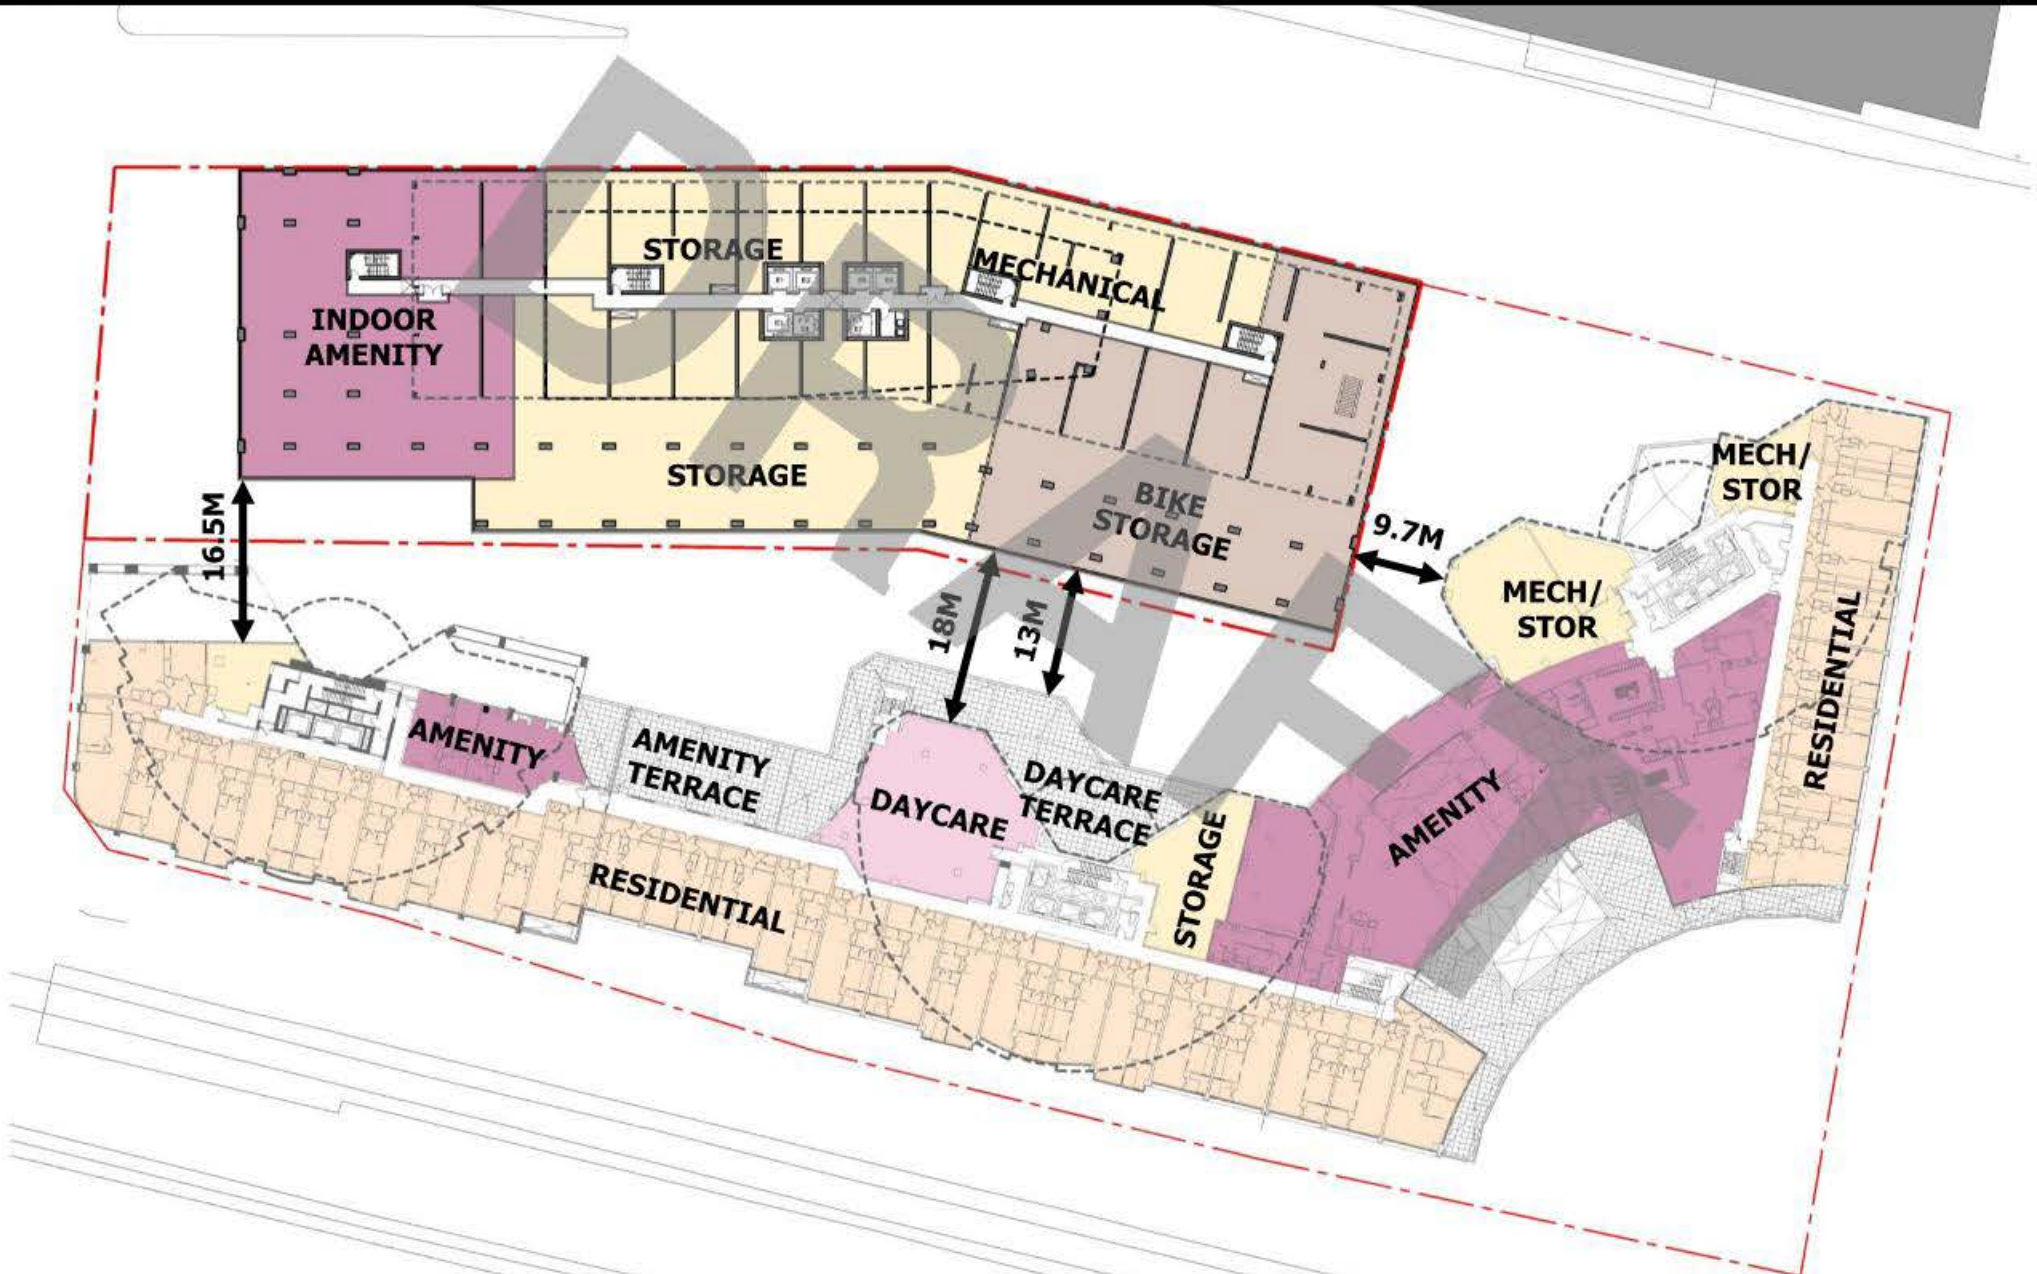 DRAFT
STORAGE
MECHANICAL
INDOOR
AMENITY
STORAGE
BIKE
STORAGE
16.5M
9.7M
18M
13M
MECH/
STOR
MECH/
STOR
RESIDENTIAL
AMENITY
AMENITY
TERRACE
DAYCARE
DAYCARE
TERRACE
STORAGE
AMENITY
RESIDENTIAL